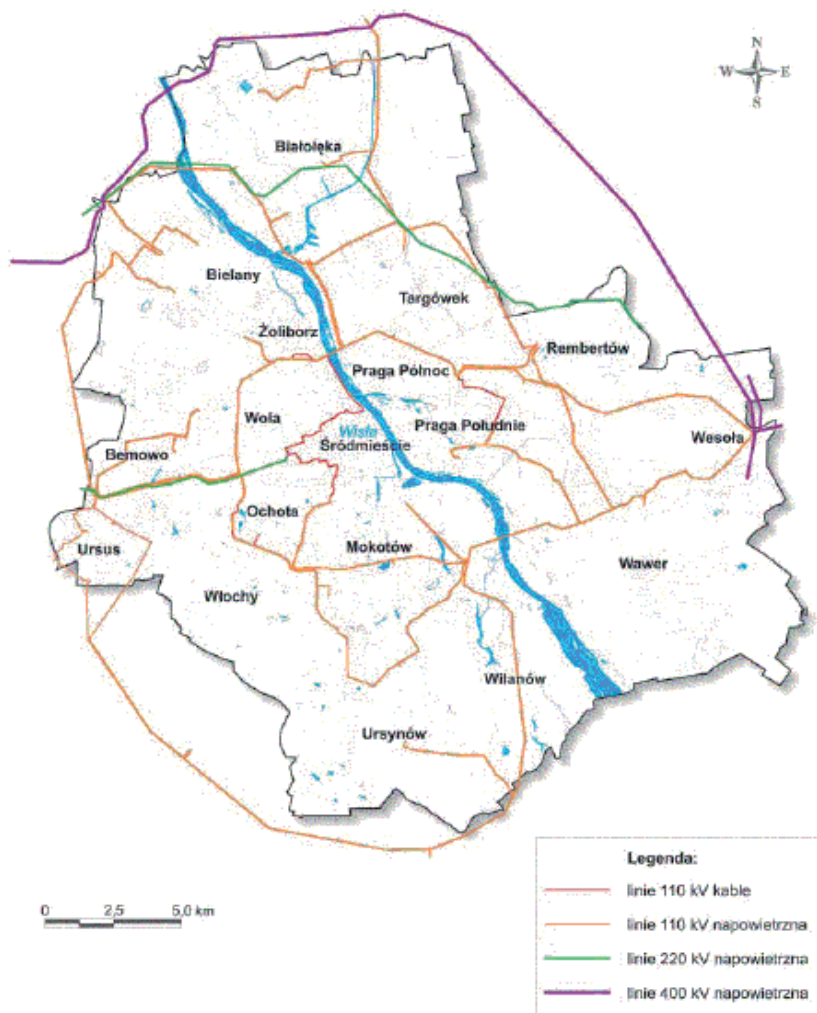 N
W E
S
Białołęka
Bielany
Targówek
Żoliborz
Rembertów
Praga Północ
Wola
Praga Południe
Wisła
Śródmieście
Wesoła
Bemowo
Ochota
Ursus
Mokotów
Wawer
Włochy
Wilanów
Ursynów
Legenda:
linie 110 kV kable
linie 110 kV napowietrzna
linie 220 kV napowietrzna
linie 400 kV napowietrzna
0 2,5 5,0 km